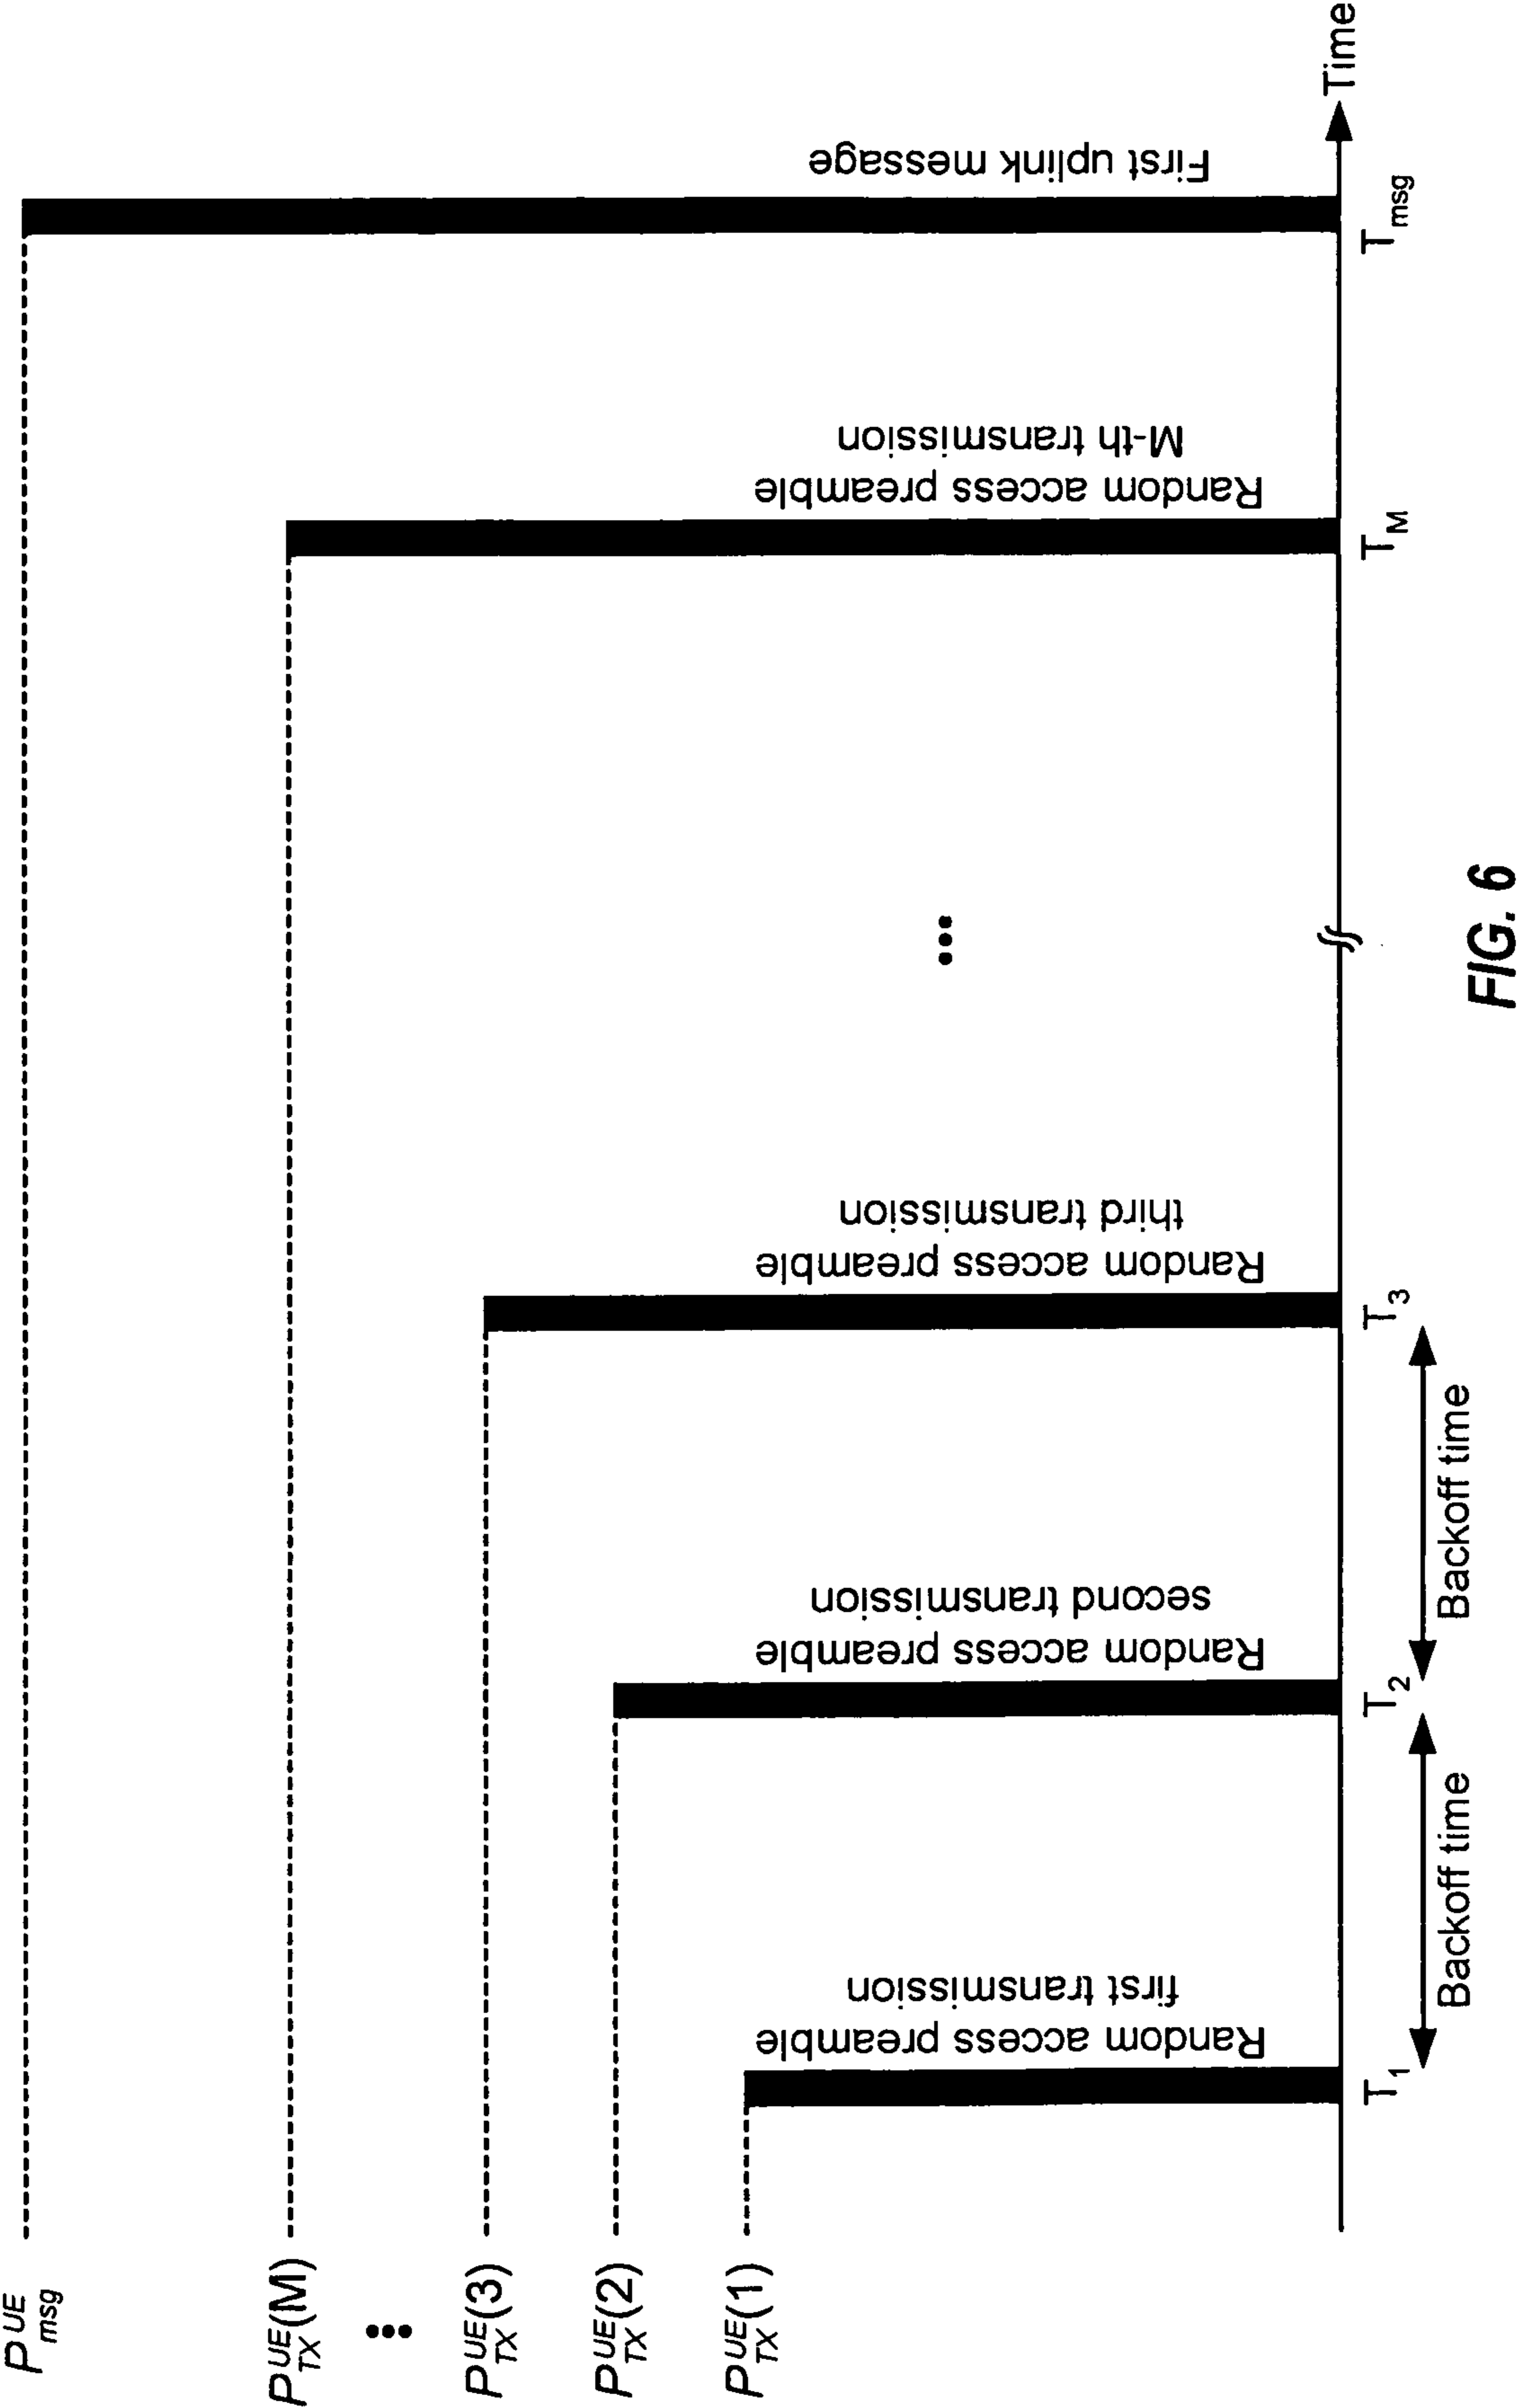 P^UE_msg
P^UE_TX(M)
P^UE_TX(3)
P^UE_TX(2)
P^UE_TX(1)
Random access preamble
first transmission
Random access preamble
second transmission
Random access preamble
third transmission
Random access preamble
M-th transmission
First uplink message
T_1
T_2
T_3
T_M
T_msg
Time
Backoff time
Backoff time
FIG. 6